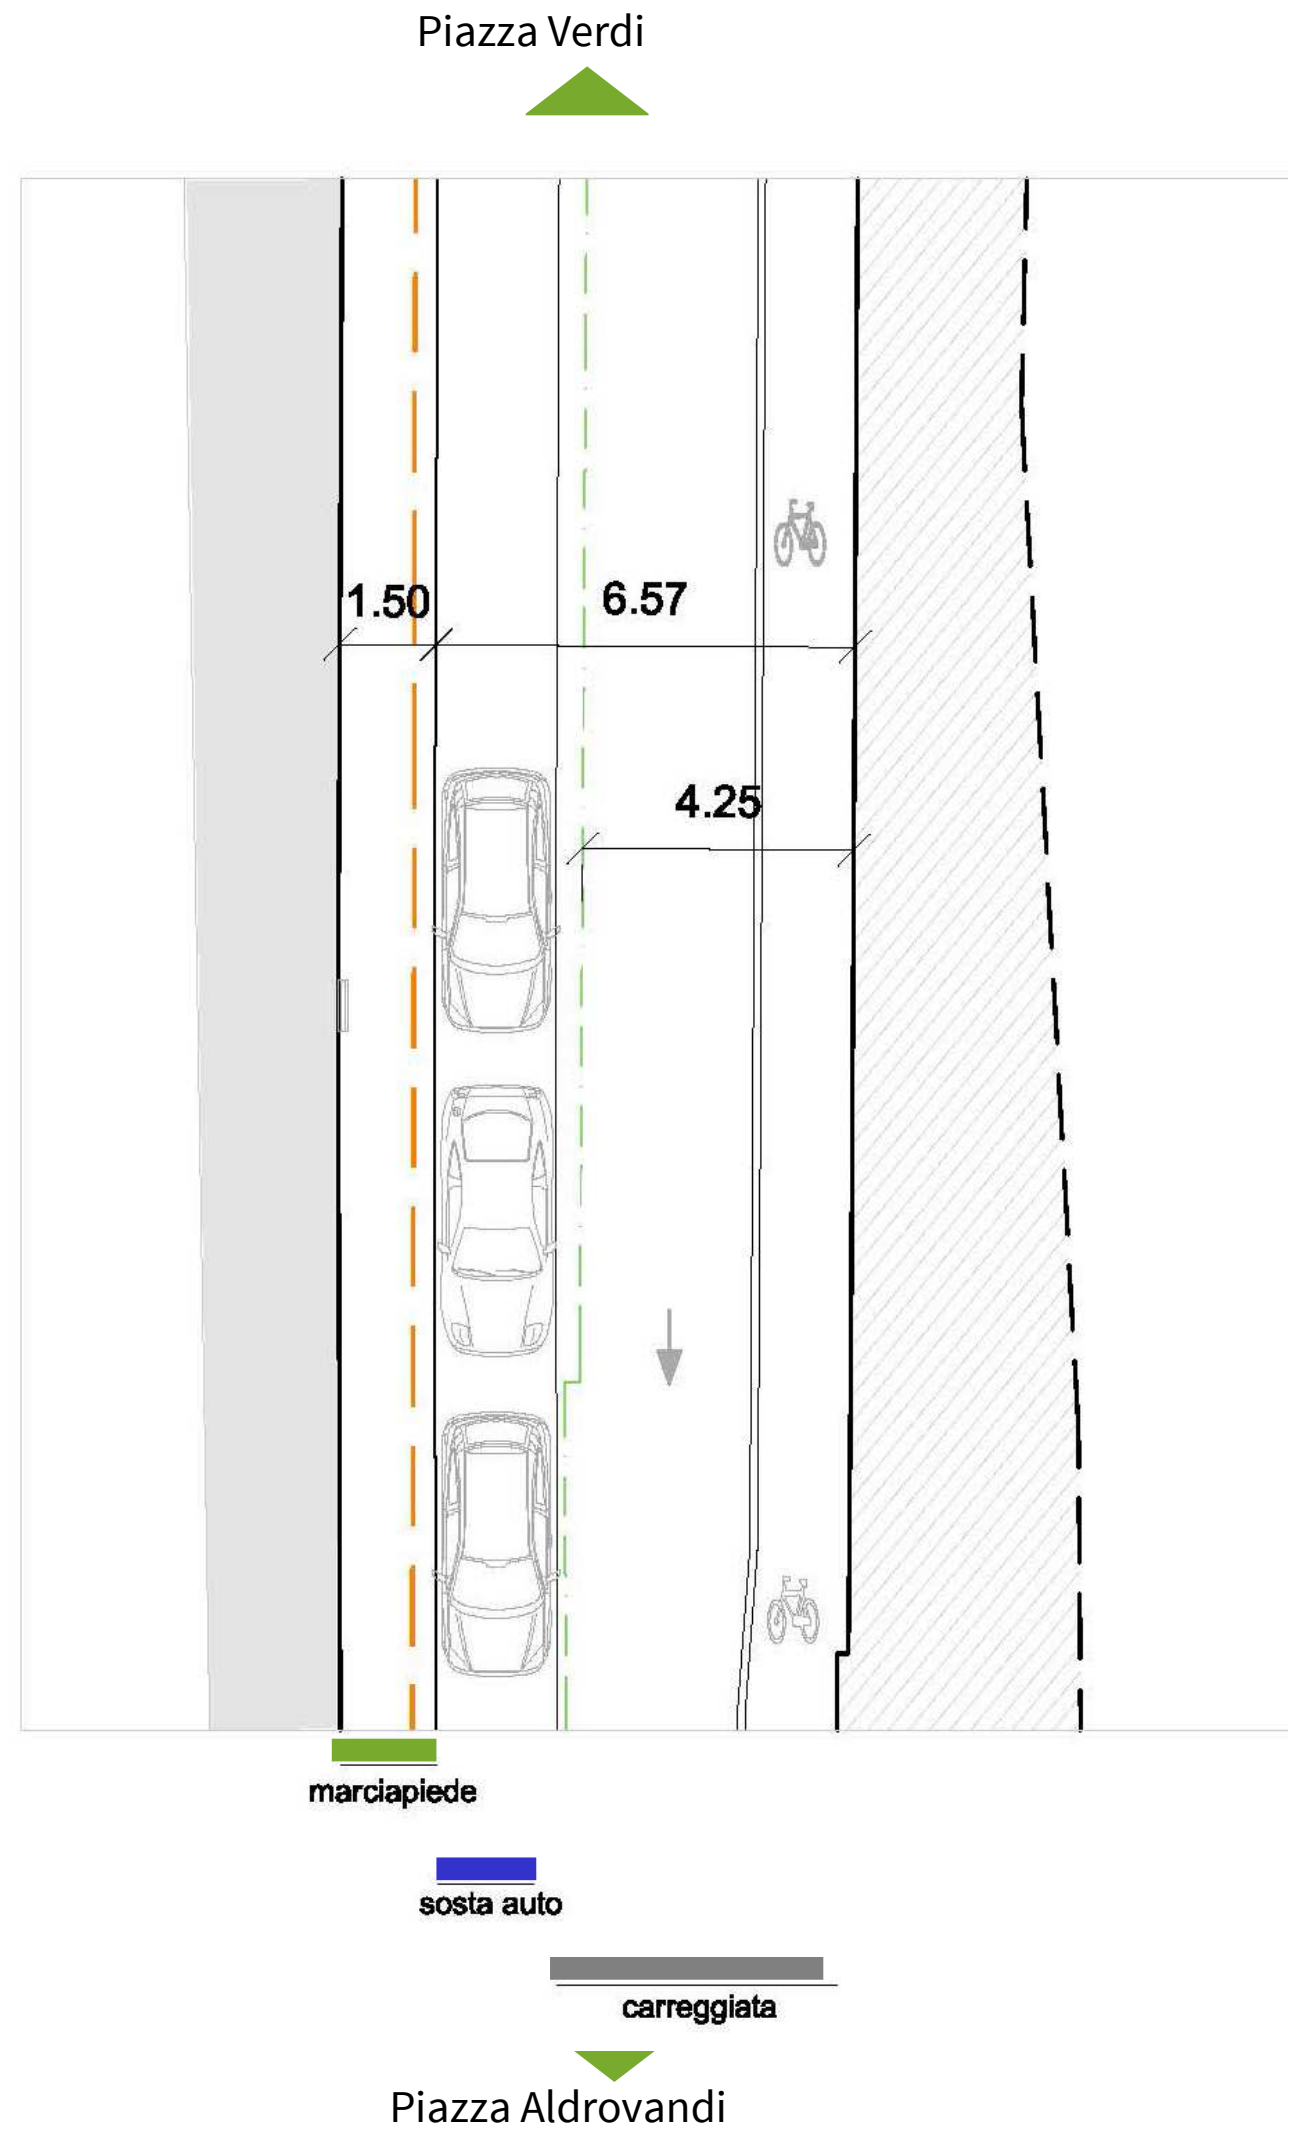 Piazza Verdi
1.50
6.57
4.25
marciapiede
sosta auto
carreggiata
Piazza Aldrovandi